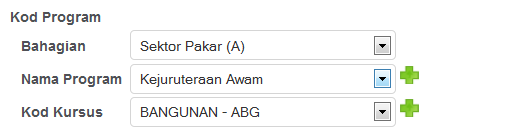 Kod Program
Bahagian Sektor Pakar (A)
Nama Program Kejuruteraan Awam
Kod Kursus BANGUNAN - ABG